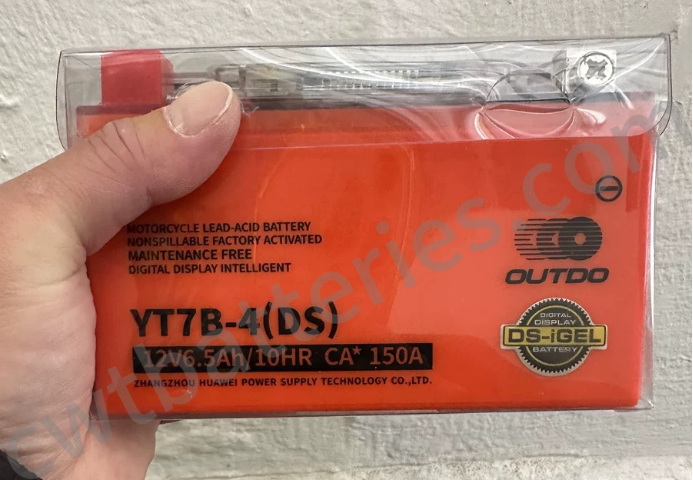 MOTORCYCLE LEAD-ACID BATTERY
NONSPILLABLE FACTORY ACTIVATED
MAINTENANCE FREE
DIGITAL DISPLAY INTELLIGENT
OUTDO
YT7B-4(DS)
12V6.5Ah/10HR CA* 150A
ZHANGZHOU HUAWEI POWER SUPPLY TECHNOLOGY CO.,LTD.
DIGITAL
DISPLAY
DS-iGEL
BATTERY
cwtbatteries.com